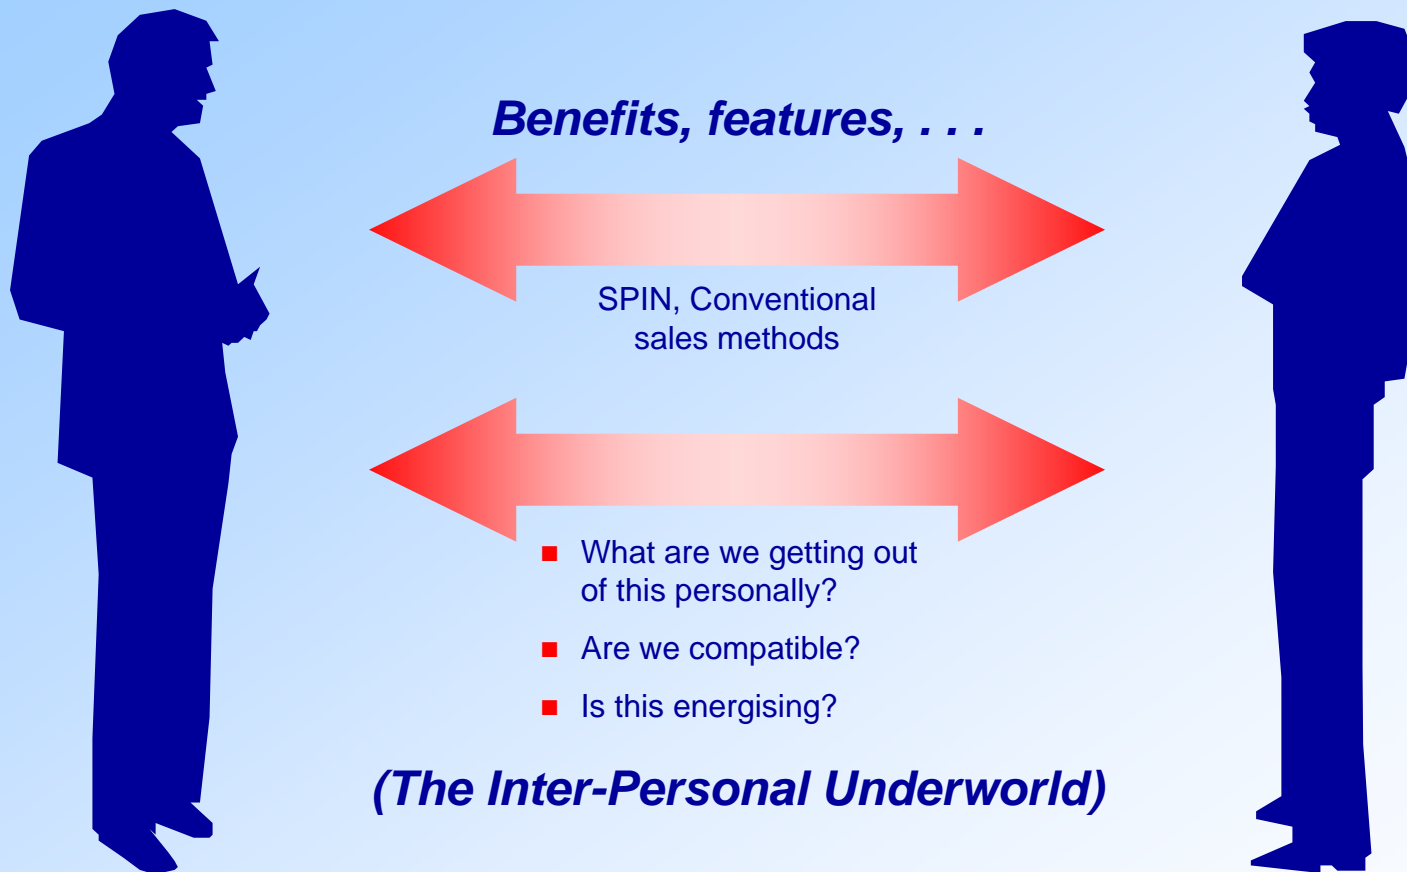 Benefits, features, . . .
SPIN, Conventional
sales methods
What are we getting out
of this personally?
Are we compatible?
Is this energising?
(The Inter-Personal Underworld)